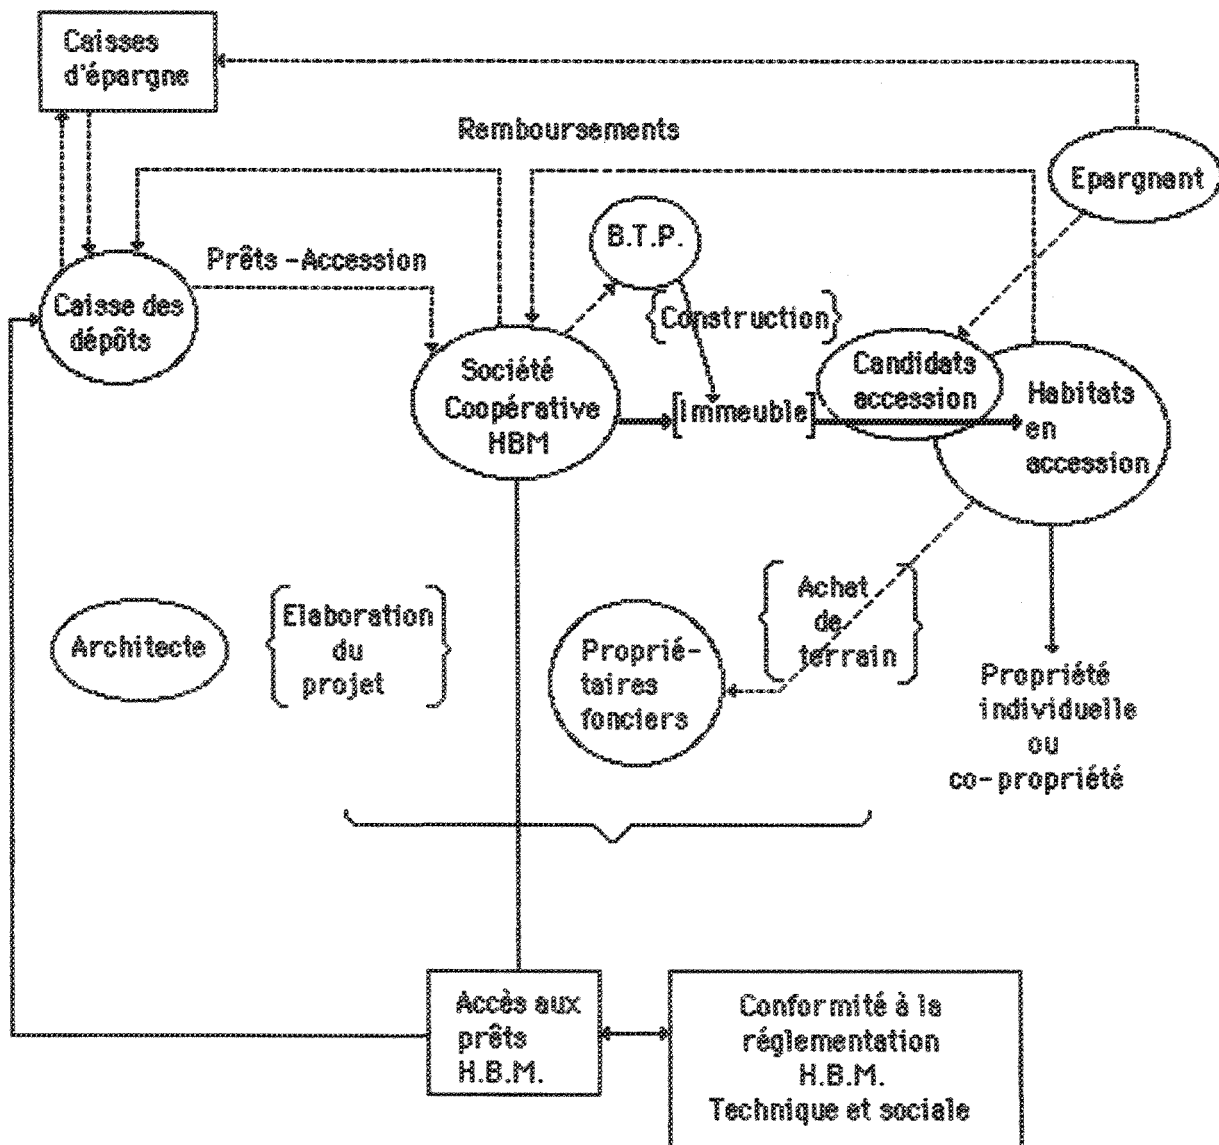 Caisses
d'épargne
Remboursements
Epargnant
B.T.P.
Prêts - Accession
Caisse des
dépôts
{Construction}
Société
Coopérative
HBM
[Immeuble]
Candidats
accession
Habitats
en
accession
Architecte
Elaboration
du
projet
Proprié-
taires
fonciers
Achat
de
terrain
Propriété
individuelle
ou
co-propriété
Accès aux
prêts
H.B.M.
Conformité à la
réglementation
H.B.M.
Technique et sociale